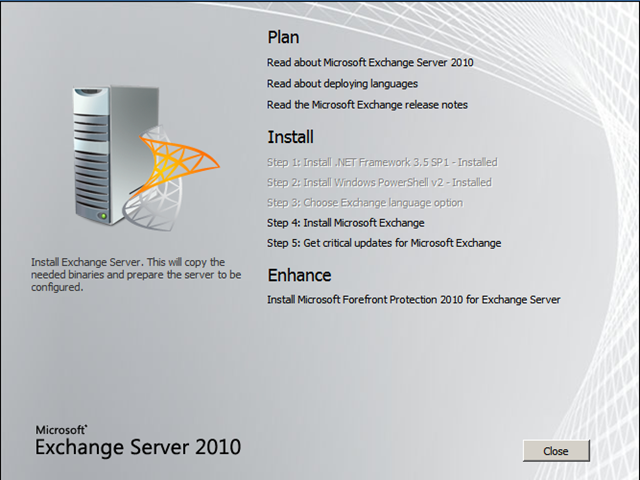 Plan
Read about Microsoft Exchange Server 2010
Read about deploying languages
Read the Microsoft Exchange release notes
Install
Step 1: Install .NET Framework 3.5 SP1 - Installed
Step 2: Install Windows PowerShell v2 - Installed
Step 3: Choose Exchange language option
Step 4: Install Microsoft Exchange
Step 5: Get critical updates for Microsoft Exchange
Enhance
Install Microsoft Forefront Protection 2010 for Exchange Server
Install Exchange Server. This will copy the
needed binaries and prepare the server to be
configured.
Microsoft®
Exchange Server 2010
Close